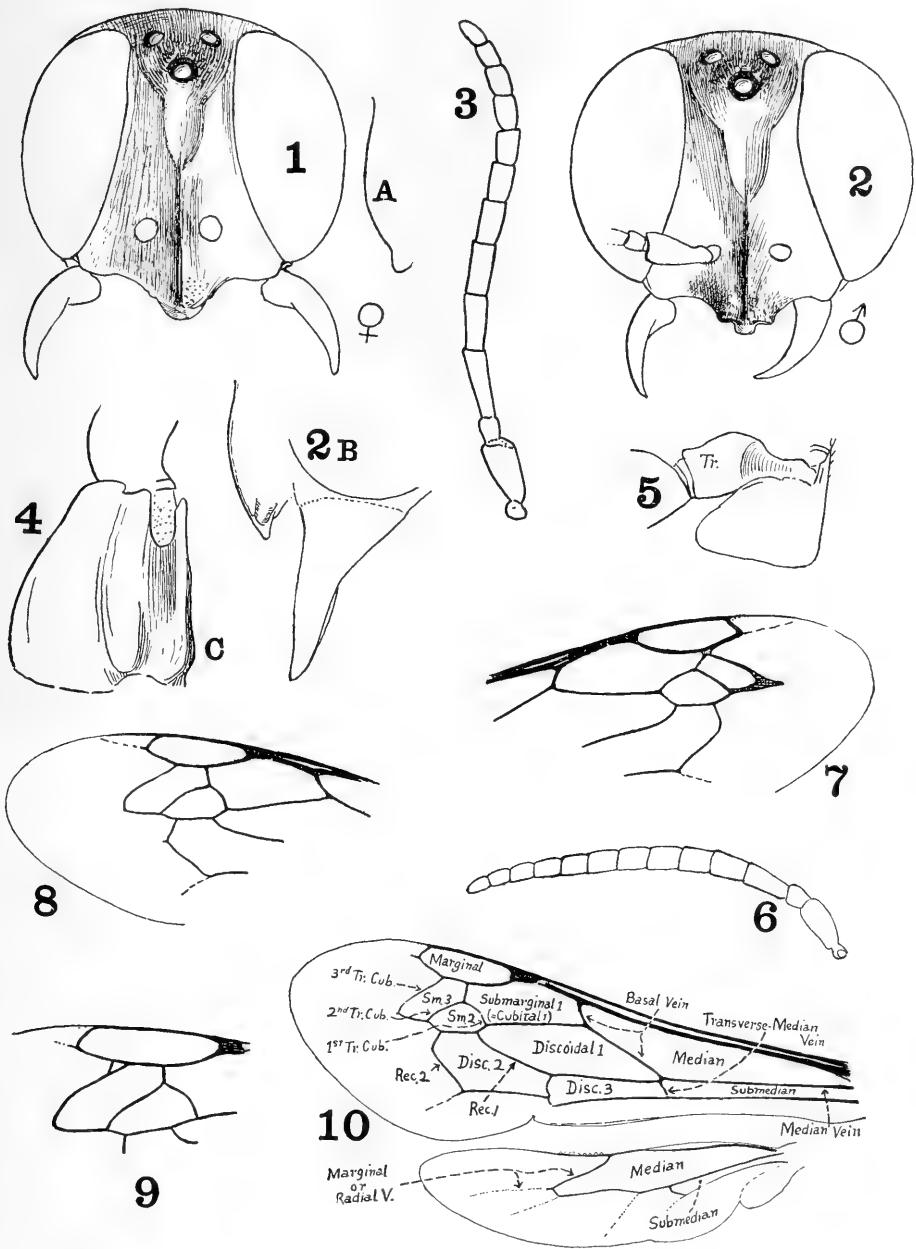 1
A
♀
2
♂
3
4
C
2 B
5
Tr.
7
8
6
9
10
Marginal
3rd Tr. Cub.
Sm.3
Submarginal 1
(=Cubital 1)
Basal Vein
2nd Tr. Cub.
Sm2
Transverse-Median
Vein
1ST Tr. Cub.
Discoidal 1
Median
Rec. 2
Disc. 2
Disc. 3
Submedian
Rec.1
Median Vein
Marginal
or
Radial V.
Median
Submedian